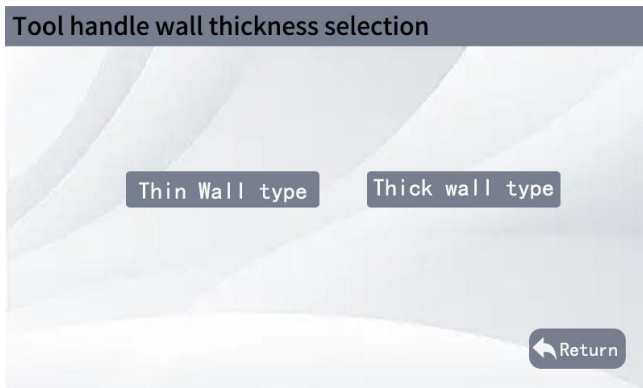 Tool handle wall thickness selection
Thin Wall type
Thick wall type
Return